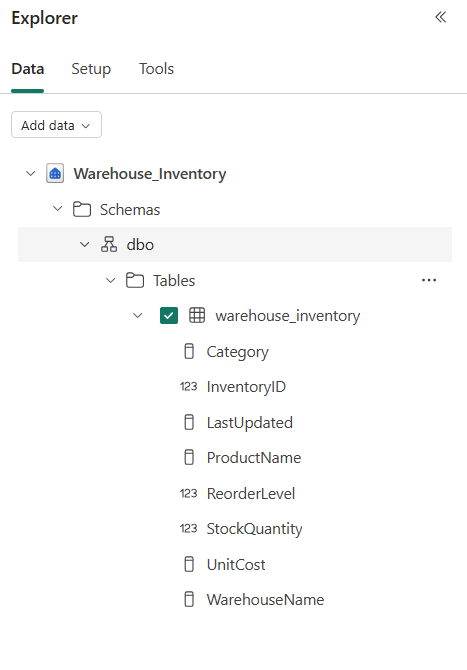 Explorer
Data Setup Tools
Add data
Warehouse_Inventory
Schemas
dbo
Tables
warehouse_inventory
Category
123 InventoryID
LastUpdated
ProductName
123 ReorderLevel
123 StockQuantity
UnitCost
WarehouseName